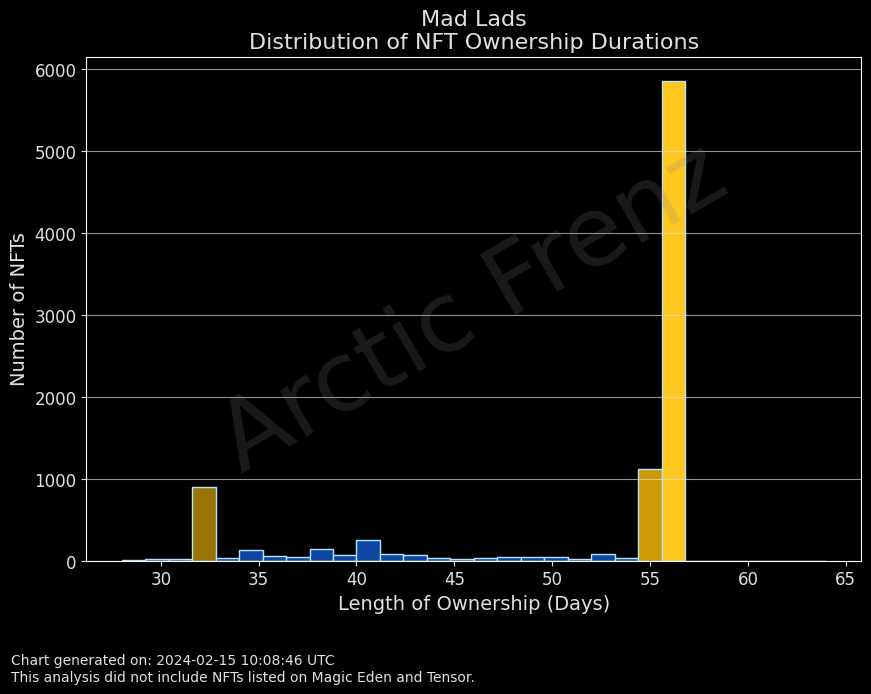 Mad Lads
Distribution of NFT Ownership Durations
6000
5000
4000
3000
2000
1000
0
Number of NFTs
Arctic Frenz
30 35 40 45 50 55 60 65
Length of Ownership (Days)
Chart generated on: 2024-02-15 10:08:46 UTC
This analysis did not include NFTs listed on Magic Eden and Tensor.